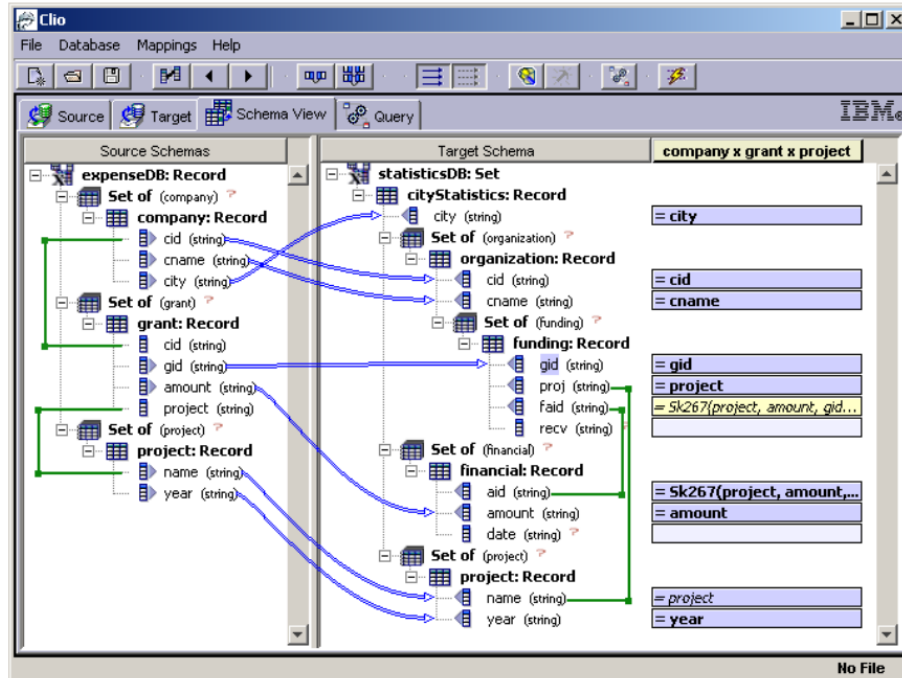 Clio
File Database Mappings Help
Source Target Schema View Query IBM
Source Schemas
expenseDB: Record
Set of (company) ?
company: Record
cid (string)
cname (string)
city (string)
Set of (grant) ?
grant: Record
cid (string)
gid (string)
amount (string)
project (string)
Set of (project) ?
project: Record
name (string)
year (string)
Target Schema company x grant x project
statisticsDB: Set
cityStatistics: Record
city (string) = city
Set of (organization) ?
organization: Record
cid (string) = cid
cname (string) = cname
Set of (funding) ?
funding: Record
gid (string) = gid
proj (string) = project
faid (string) = Sk267(project, amount, gid...
recv (string) ?
Set of (financial) ?
financial: Record
aid (string) = Sk267(project, amount,...
amount (string) = amount
date (string) ?
Set of (project) ?
project: Record
name (string) = project
year (string) = year
No File